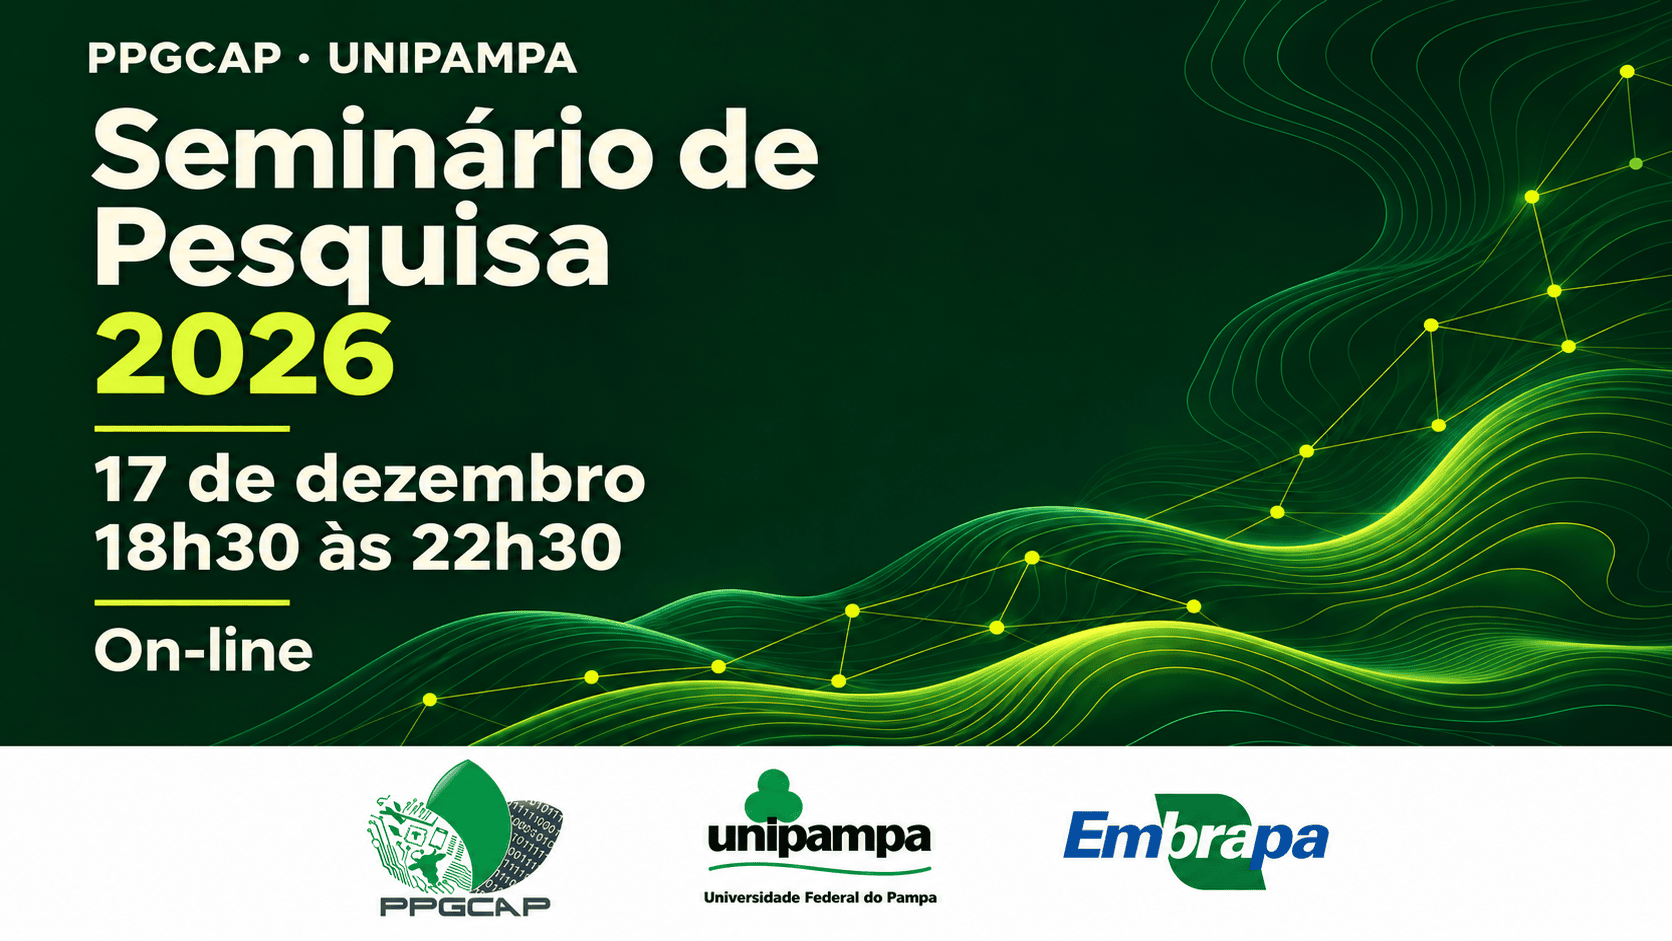 PPGCAP · UNIPAMPA
Seminário de
Pesquisa
2026
17 de dezembro
18h30 às 22h30
On-line
PPGCAP
unipampa
Universidade Federal do Pampa
Embrapa